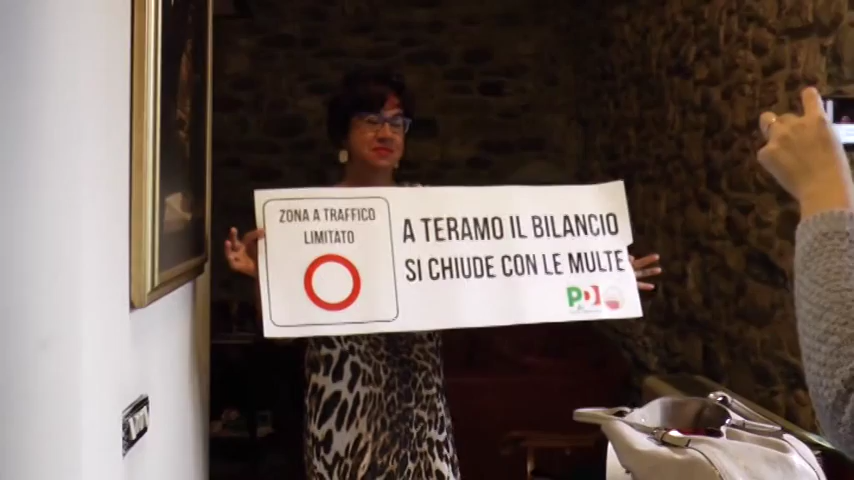 ZONA A TRAFFICO
LIMITATO
A TERAMO IL BILANCIO
SI CHIUDE CON LE MULTE
PD